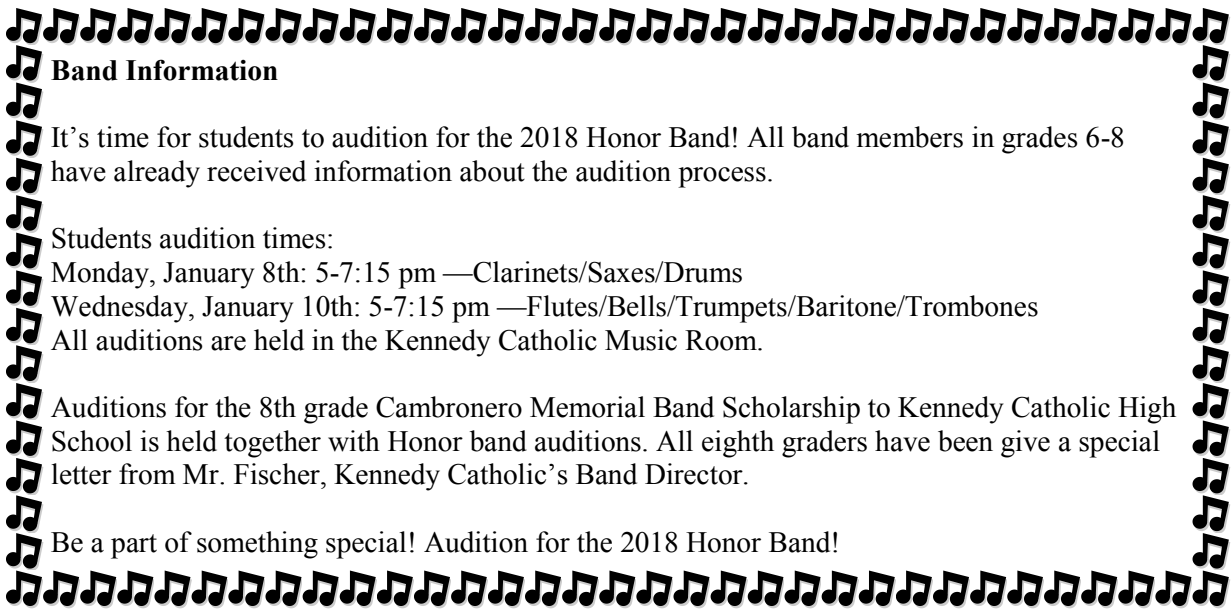 Band Information
It’s time for students to audition for the 2018 Honor Band! All band members in grades 6-8
have already received information about the audition process.
Students audition times:
Monday, January 8th: 5-7:15 pm —Clarinets/Saxes/Drums
Wednesday, January 10th: 5-7:15 pm —Flutes/Bells/Trumpets/Baritone/Trombones
All auditions are held in the Kennedy Catholic Music Room.
Auditions for the 8th grade Cambronero Memorial Band Scholarship to Kennedy Catholic High
School is held together with Honor band auditions. All eighth graders have been give a special
letter from Mr. Fischer, Kennedy Catholic’s Band Director.
Be a part of something special! Audition for the 2018 Honor Band!